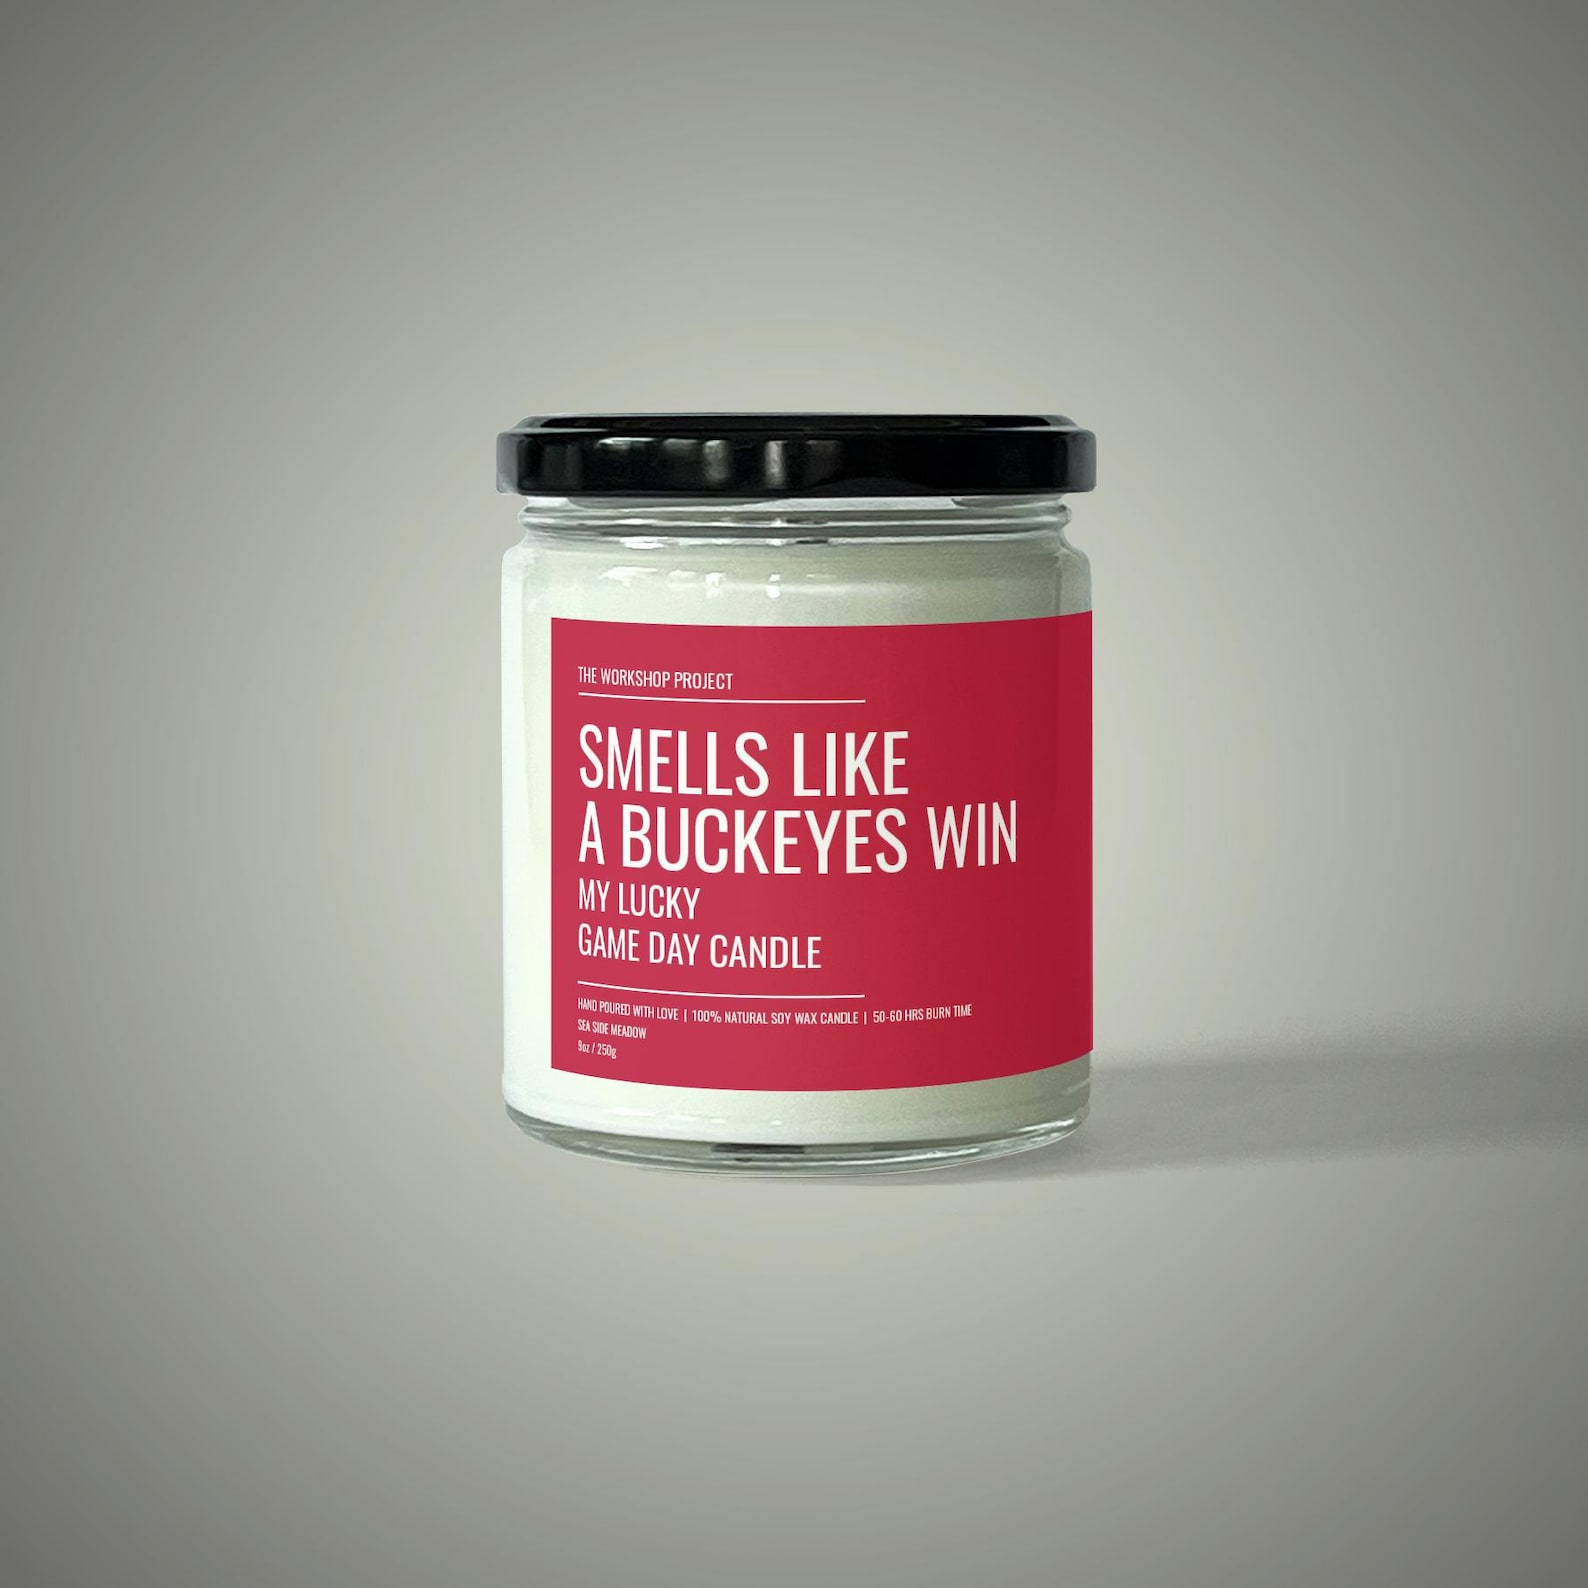 THE WORKSHOP PROJECT
SMELLS LIKE
A BUCKEYES WIN
MY LUCKY
GAME DAY CANDLE
HAND POURED WITH LOVE | 100% NATURAL SOY WAX CANDLE | 50-60 HRS BURN TIME
SEA SIDE MEADOW
9oz / 250g